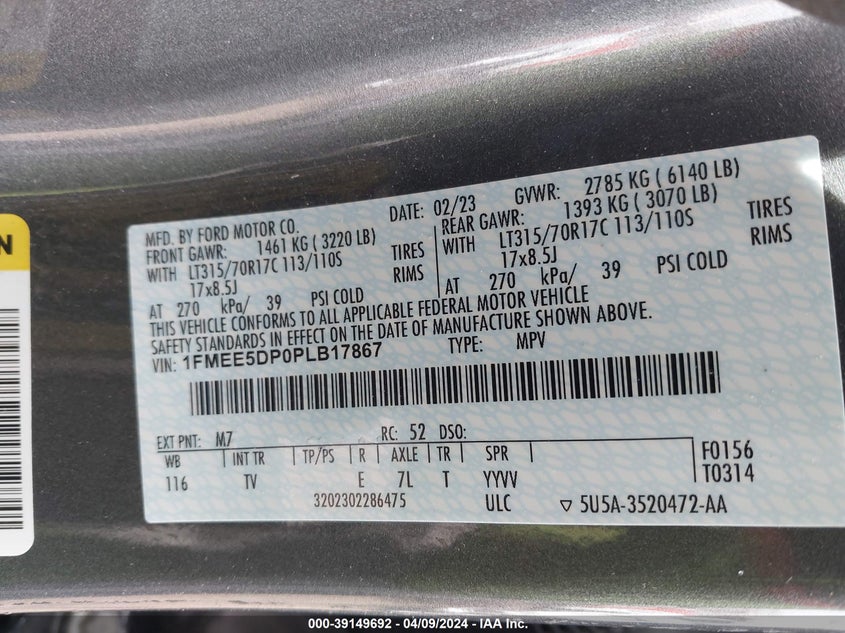 N
MFD. BY FORD MOTOR CO.
DATE: 02/23
GVWR: 2785 KG ( 6140 LB)
FRONT GAWR: 1461 KG ( 3220 LB)
WITH LT315/70R17C 113/110S TIRES
17x8.5J RIMS
AT 270 kPa/ 39 PSI COLD
REAR GAWR: 1393 KG ( 3070 LB)
WITH LT315/70R17C 113/110S TIRES
17x8.5J RIMS
AT 270 kPa/ 39 PSI COLD
THIS VEHICLE CONFORMS TO ALL APPLICABLE FEDERAL MOTOR VEHICLE
SAFETY STANDARDS IN EFFECT ON THE DATE OF MANUFACTURE SHOWN ABOVE.
VIN: 1FMEE5DP0PLB17867 TYPE: MPV
EXT PNT: M7 RC: 52 DSO:
WB | INT TR | TP/PS | R | AXLE | TR | SPR
116 TV E 7L T YYVV
F0156
T0314
3202302286475 ULC ▽ 5U5A-3520472-AA
000-39149692 - 04/09/2024 - IAA Inc.